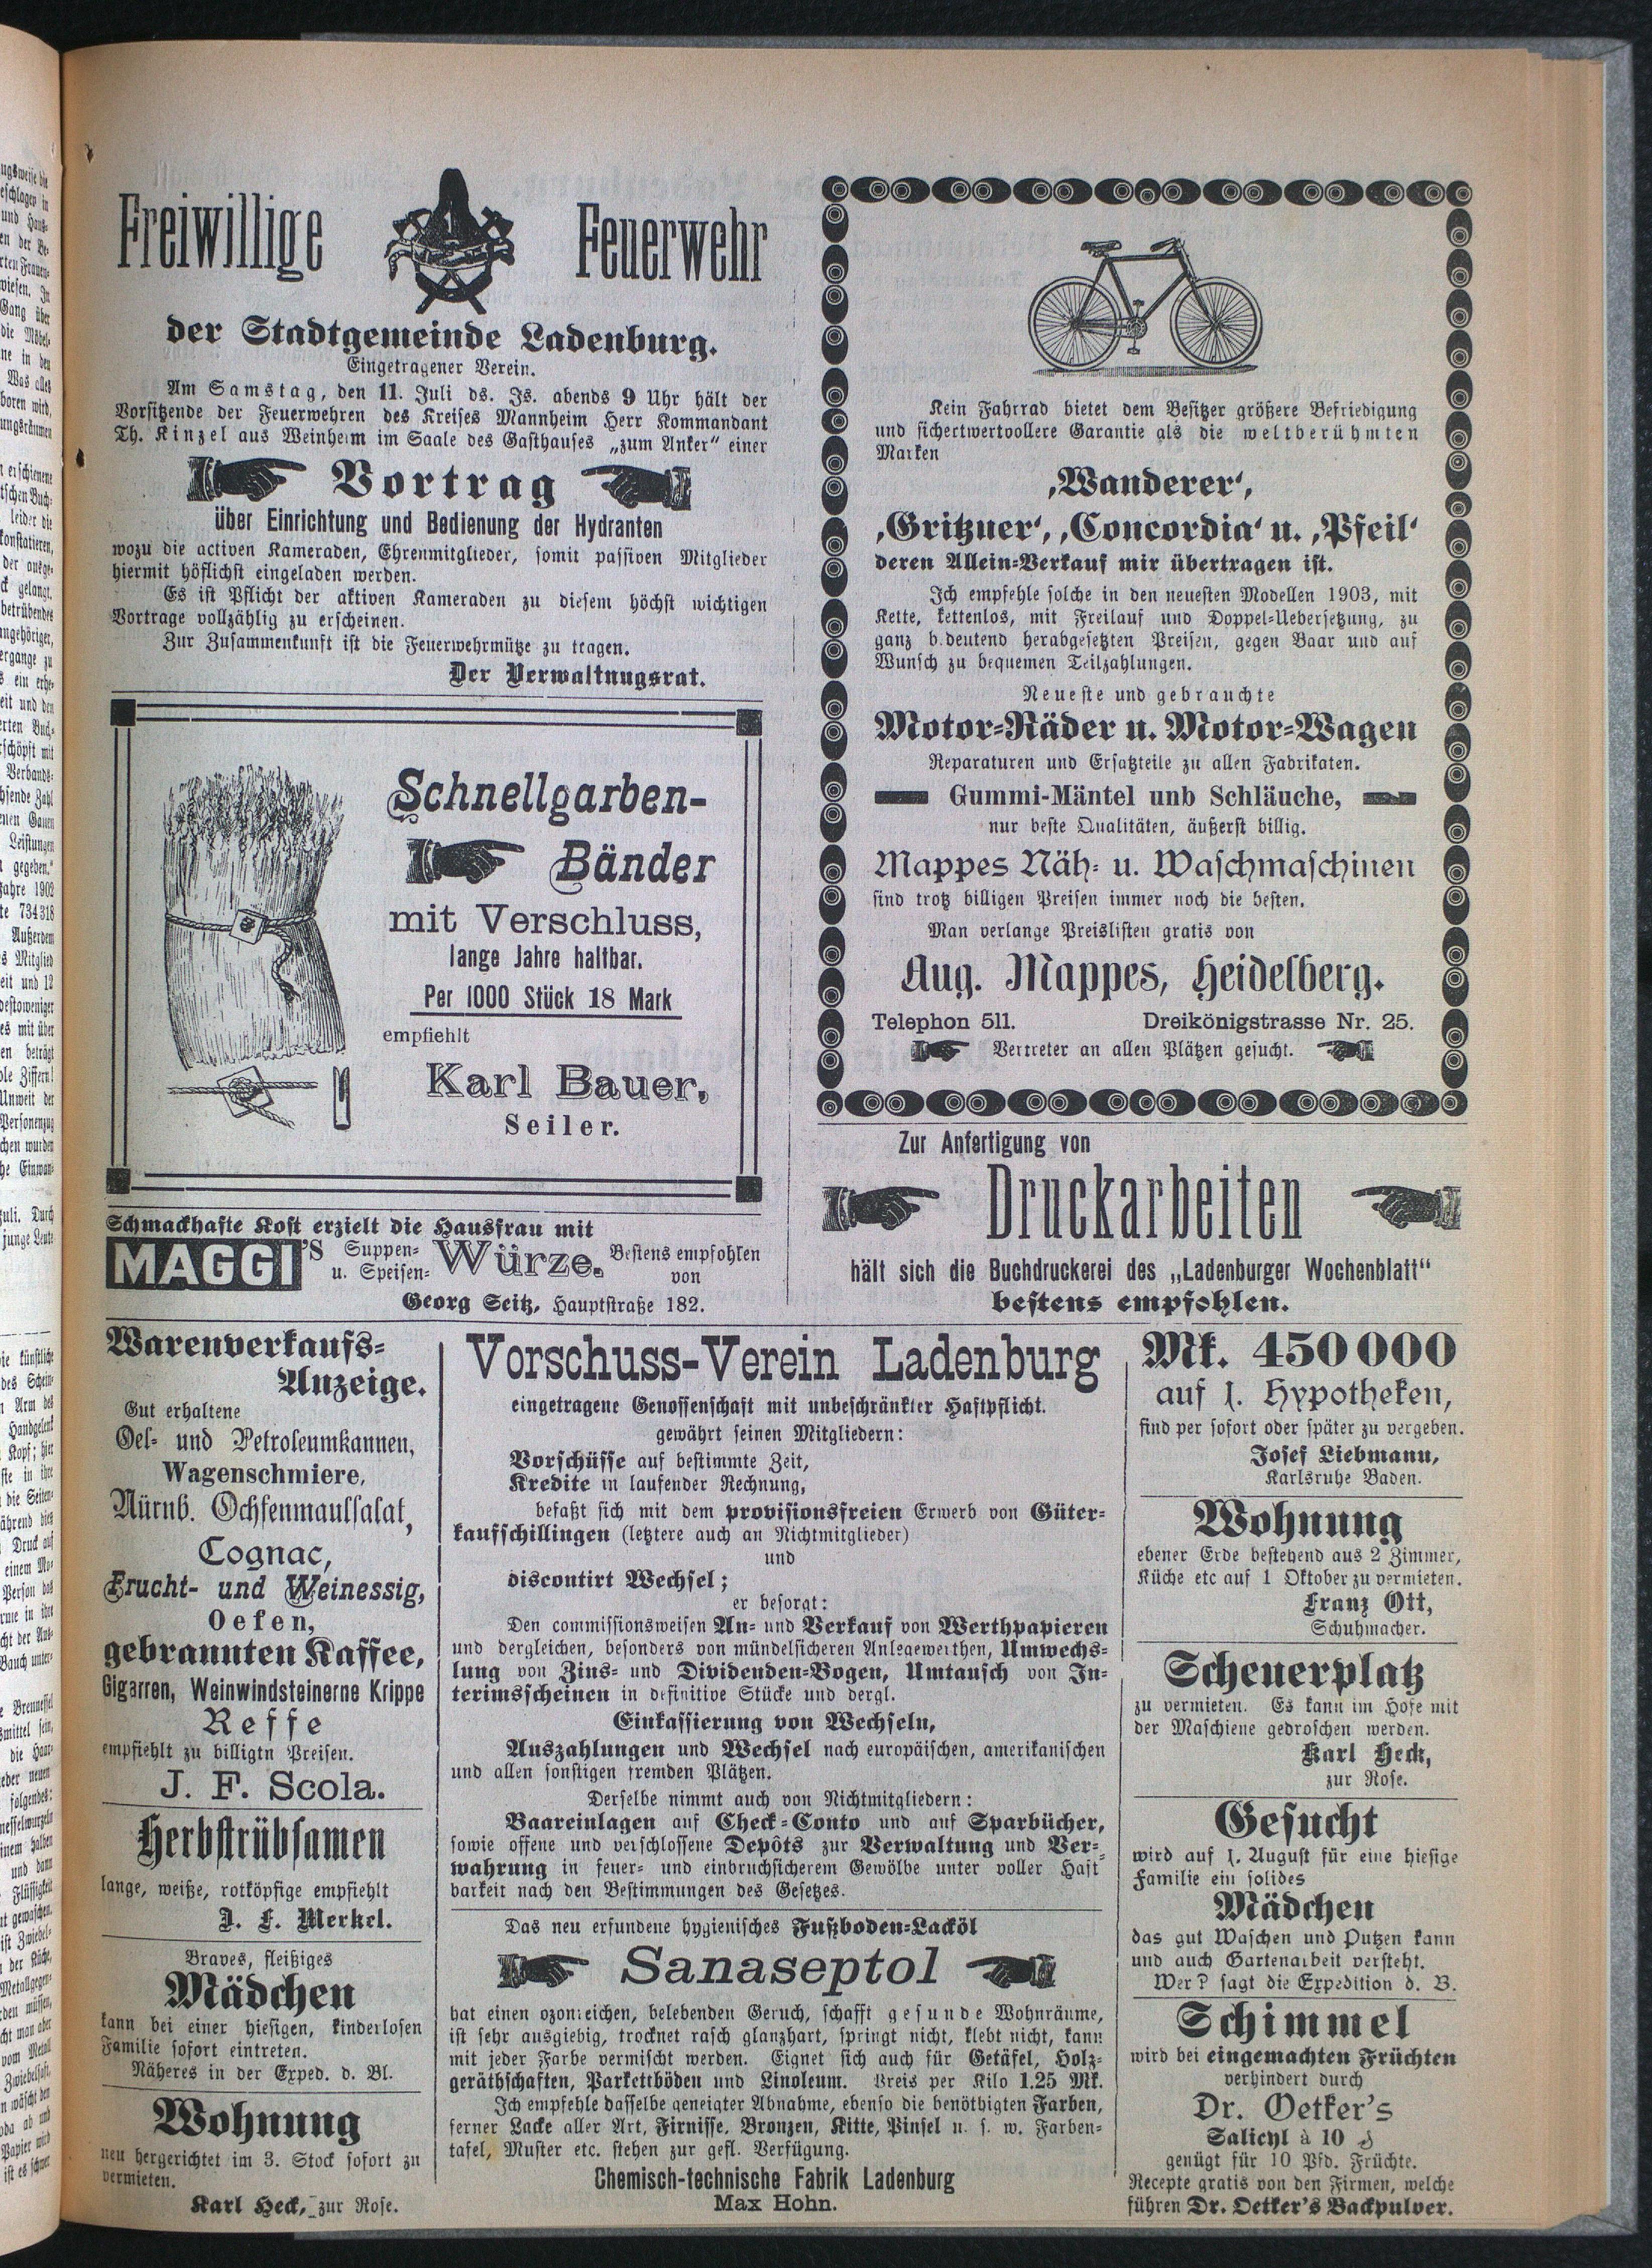 Freiwillige Feuerwehr
der Stadtgemeinde Ladenburg.
Eingetragener Verein.
Am Samstag, den 11. Juli ds. Js. abends 9 Uhr hält der
Vorsitzende der Feuerwehren des Kreises Mannheim Herr Kommandant
Th. Kinzel aus Weinheim im Saale des Gasthauses „zum Anker“ einer
Vortrag
über Einrichtung und Bedienung der Hydranten
wozu die activen Kameraden, Ehrenmitglieder, somit passiven Mitglieder
hiermit höflichst eingeladen werden.
Es ist Pflicht der aktiven Kameraden zu diesem höchst wichtigen
Vortrage vollzählig zu erscheinen.
Zur Zusammenkunft ist die Feuerwehrmütze zu tragen.
Der Verwaltnugsrat.
Schnellgarben-
Bänder
mit Verschluss,
lange Jahre haltbar.
Per 1000 Stück 18 Mark
empfiehlt
Karl Bauer,
Seiler.
Schmackhafte Kost erzielt die Hausfrau mit
MAGGI'S Suppen- u. Speisen- Würze. Bestens empfohlen von
Georg Seitz, Hauptstraße 182.
Kein Fahrrad bietet dem Besitzer größere Befriedigung
und sichertwertvollere Garantie als die weltberühmten
Marken
‚Wanderer‘,
‚Gritzner‘, ‚Concordia‘ u. ‚Pfeil‘
deren Allein-Verkauf mir übertragen ist.
Ich empfehle solche in den neuesten Modellen 1903, mit
Kette, kettenlos, mit Freilauf und Doppel-Uebersetzung, zu
ganz b.deutend herabgesetzten Preisen, gegen Baar und auf
Wunsch zu bequemen Teilzahlungen.
Neueste und gebrauchte
Motor-Räder u. Motor-Wagen
Reparaturen und Ersatzteile zu allen Fabrikaten.
Gummi-Mäntel unb Schläuche,
nur beste Qualitäten, äußerst billig.
Mappes Näh- u. Waschmaschinen
sind trotz billigen Preisen immer noch die besten.
Man verlange Preislisten gratis von
Aug. Mappes, Heidelberg.
Telephon 511. Dreikönigstrasse Nr. 25.
Vertreter an allen Plätzen gesucht.
Zur Anfertigung von
Druckarbeiten
hält sich die Buchdruckerei des „Ladenburger Wochenblatt“
bestens empfohlen.
Warenverkaufs-
Anzeige.
Gut erhaltene
Oel- und Petroleumkannen,
Wagenschmiere,
Nürnb. Ochsenmaulsalat,
Cognac,
Frucht- und Weinessig,
Oefen,
gebrannten Kaffee,
Gigarren, Weinwindsteinerne Krippe
Reffe
empfiehlt zu billigtn Preisen.
J. F. Scola.
Herbstrübsamen
lange, weiße, rotköpfige empfiehlt
J. F. Merkel.
Braves, fleißiges
Mädchen
kann bei einer hiesigen, kinderlosen
Familie sofort eintreten.
Näheres in der Exped. d. Bl.
Wohnung
neu hergerichtet im 3. Stock sofort zu
vermieten.
Karl Heck, zur Rose.
Vorschuss-Verein Ladenburg
eingetragene Genossenschaft mit unbeschränkter Haftpflicht.
gewährt seinen Mitgliedern:
Vorschüsse auf bestimmte Zeit,
Kredite in laufender Rechnung,
befaßt sich mit dem provisionsfreien Erwerb von Güter-
kaufschillingen (letztere auch an Nichtmitglieder)
und
discontirt Wechsel;
er besorgt:
Den commissionsweisen An- und Verkauf von Werthpapieren
und dergleichen, besonders von mündelsicheren Anlagewerthen, Umwechs-
lung von Zins- und Dividenden-Bogen, Umtausch von In-
terimsscheinen in definitive Stücke und dergl.
Einkassierung von Wechseln,
Auszahlungen und Wechsel nach europäischen, amerikanischen
und allen sonstigen fremden Plätzen.
Derselbe nimmt auch von Nichtmitgliedern:
Baareinlagen auf Check-Conto und auf Sparbücher,
sowie offene und verschlossene Depôts zur Verwaltung und Ver-
wahrung in feuer- und einbruchsicherem Gewölbe unter voller Haft
barkeit nach den Bestimmungen des Gesetzes.
Das neu erfundene hygienisches Fußboden-Lacköl
Sanaseptol
hat einen ozonreichen, belebenden Geruch, schafft gesunde Wohnräume,
ist sehr ausgiebig, trocknet rasch glanzhart, springt nicht, klebt nicht, kann
mit jeder Farbe vermischt werden. Eignet sich auch für Getäfel, Holz-
geräthschaften, Parkettböden und Linoleum. Preis per Kilo 1.25 Mk.
Ich empfehle dasselbe geneigter Abnahme, ebenso die benöthigten Farben,
ferner Lacke aller Art, Firnisse, Bronzen, Kitte, Pinsel u. s. w. Farben-
tafel, Muster etc. stehen zur gefl. Verfügung.
Chemisch-technische Fabrik Ladenburg
Max Hohn.
Mk. 450 000
auf I. Hypotheken,
sind per sofort oder später zu vergeben.
Josef Liebmann,
Karlsruhe Baden.
Wohnung
ebener Erde bestehend aus 2 Zimmer,
Küche etc auf 1 Oktober zu vermieten.
Franz Ott,
Schuhmacher.
Scheuerplatz
zu vermieten. Es kann im Hofe mit
der Maschiene gedroschen werden.
Karl Heck,
zur Rose.
Gesucht
wird auf 1. August für eine hiesige
Familie ein solides
Mädchen
das gut Waschen und Putzen kann
und auch Gartenarbeit versteht.
Wer? sagt die Expedition d. B.
Schimmel
wird bei eingemachten Früchten
verhindert durch
Dr. Oetker's
Salicyl à 10 ₰
genügt für 10 Pfd. Früchte.
Recepte gratis von den Firmen, welche
führen Dr. Oetker's Backpulver.